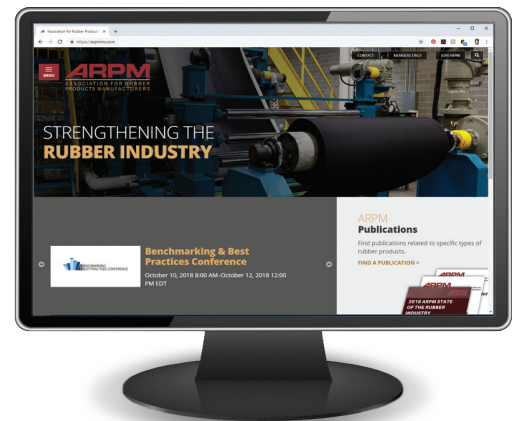 Association for Rubber Product
https://arpminc.com
CONTACT
MEMBERS ONLY
JOIN ARPM
MENU
ARPM
ASSOCIATION FOR RUBBER
PRODUCTS MANUFACTURERS
STRENGTHENING THE
RUBBER INDUSTRY
BENCHMARKING
BEST PRACTICES CONFERENCE
Benchmarking & Best
Practices Conference
October 10, 2018 8:00 AM–October 12, 2018 12:00
PM EDT
ARPM
Publications
Find publications related to specific types of
rubber products.
FIND A PUBLICATION >
ARPM
ARPM
ARPM
2018 ARPM STATE
OF THE RUBBER
INDUSTRY